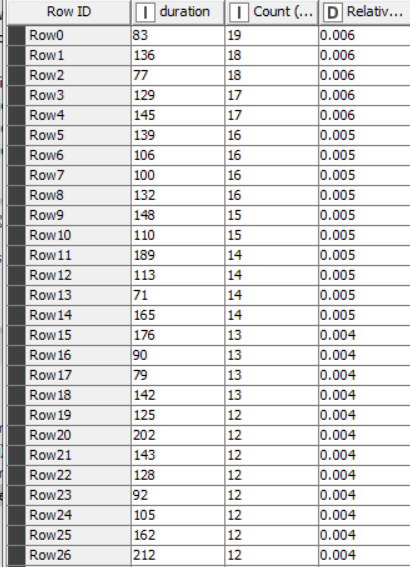 Row ID I duration I Count (... D Relativ...
Row0 83 19 0.006
Row1 136 18 0.006
Row2 77 18 0.006
Row3 129 17 0.006
Row4 145 17 0.006
Row5 139 16 0.005
Row6 106 16 0.005
Row7 100 16 0.005
Row8 132 16 0.005
Row9 148 15 0.005
Row10 110 15 0.005
Row11 189 14 0.005
Row12 113 14 0.005
Row13 71 14 0.005
Row14 165 14 0.005
Row15 176 13 0.004
Row16 90 13 0.004
Row17 79 13 0.004
Row18 142 13 0.004
Row19 125 12 0.004
Row20 202 12 0.004
Row21 143 12 0.004
Row22 128 12 0.004
Row23 92 12 0.004
Row24 105 12 0.004
Row25 162 12 0.004
Row26 212 12 0.004